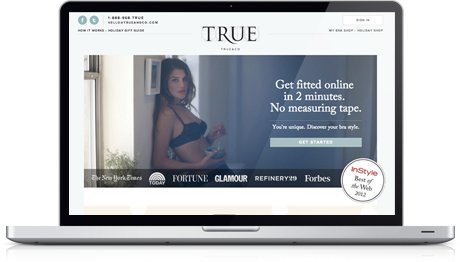 1-888-368-TRUE
HELLO@TRUEANDCO.COM
SIGN IN
HOW IT WORKS - HOLIDAY GIFT GUIDE
TRUE
TRUE&CO
MY BRA SHOP - HOLIDAY SHOP
Get fitted online
in 2 minutes.
No measuring tape.
You're unique. Discover your bra style.
GET STARTED
The New York Times
TODAY
FORTUNE
GLAMOUR
REFINERY29
Forbes
InStyle
Best of
the Web
2012